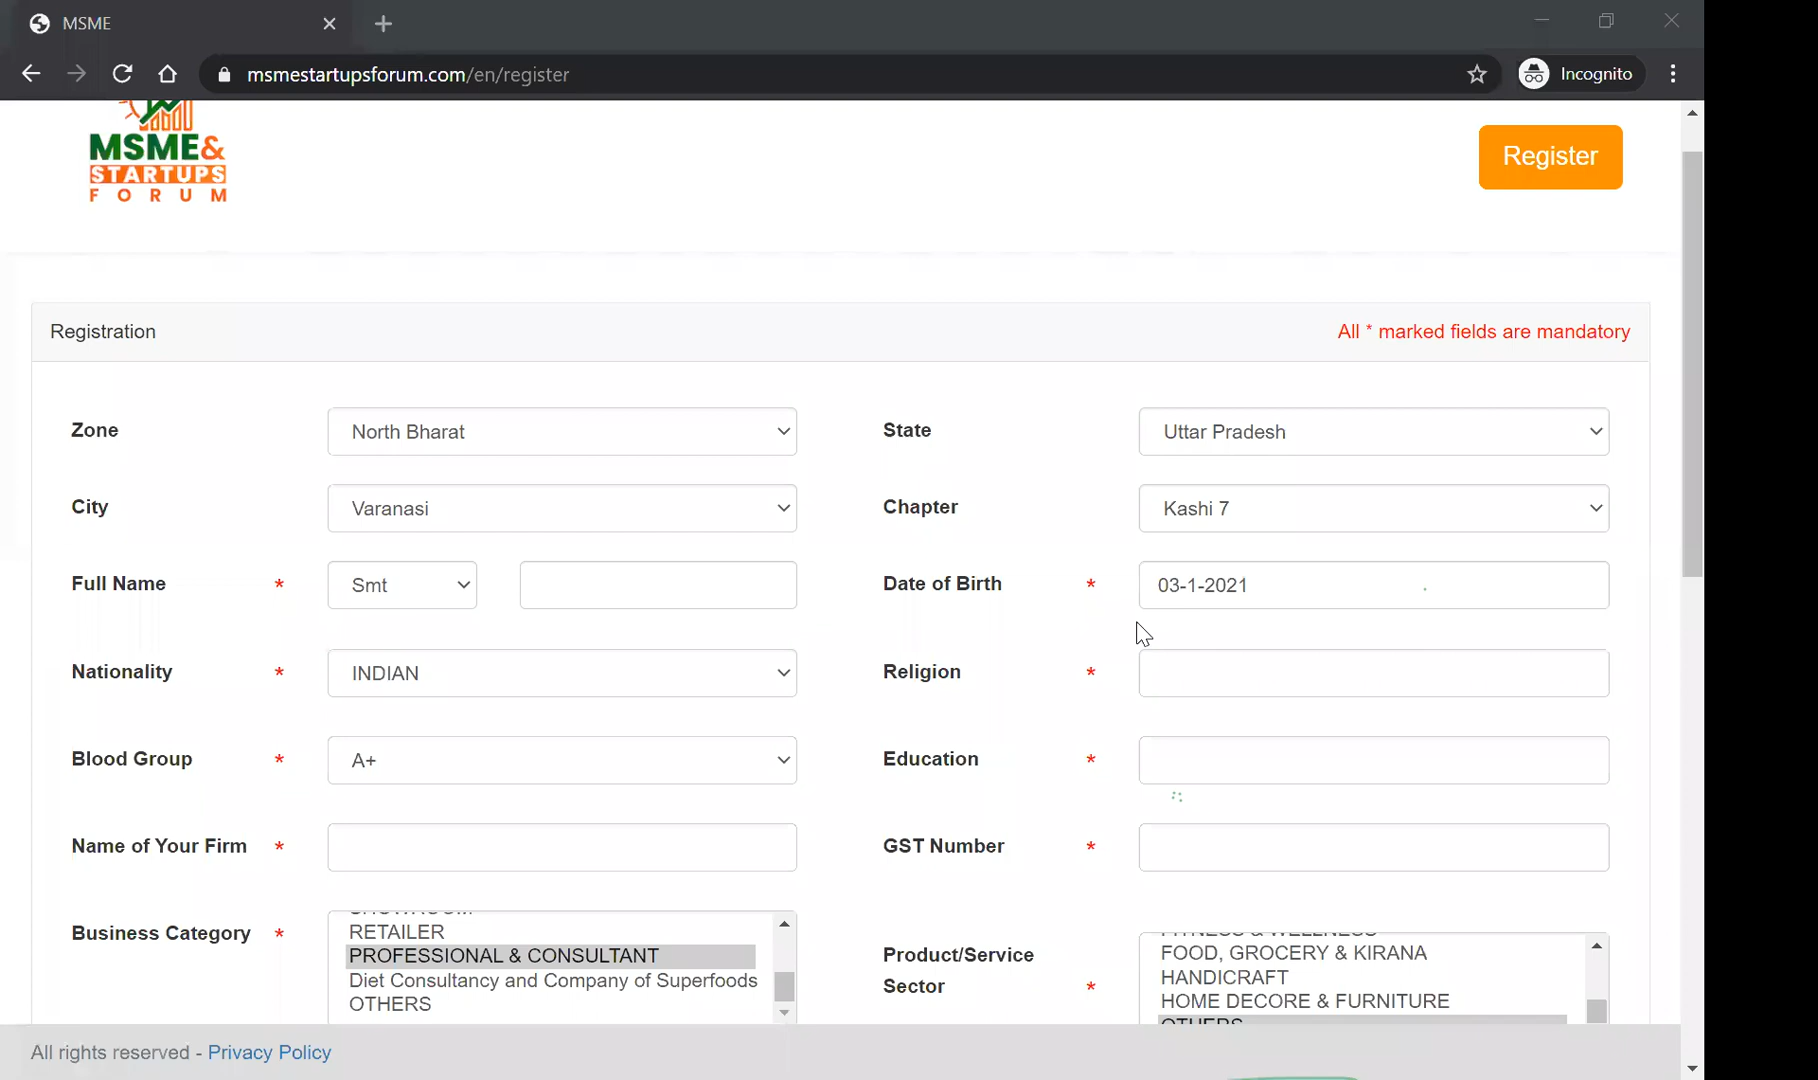 MSME
msmestartupsforum.com/en/register
Incognito
MSME&
STARTUPS
FORUM
Register
Registration
All * marked fields are mandatory
Zone
North Bharat
State
Uttar Pradesh
City
Varanasi
Chapter
Kashi 7
Full Name *
Smt
Date of Birth *
03-1-2021
Nationality *
INDIAN
Religion *
Blood Group *
A+
Education *
Name of Your Firm *
GST Number *
Business Category *
RETAILER
PROFESSIONAL & CONSULTANT
Diet Consultancy and Company of Superfoods
OTHERS
Product/Service
Sector *
FITNESS & WELLNESS
FOOD, GROCERY & KIRANA
HANDICRAFT
HOME DECORE & FURNITURE
OTHERS
All rights reserved - Privacy Policy